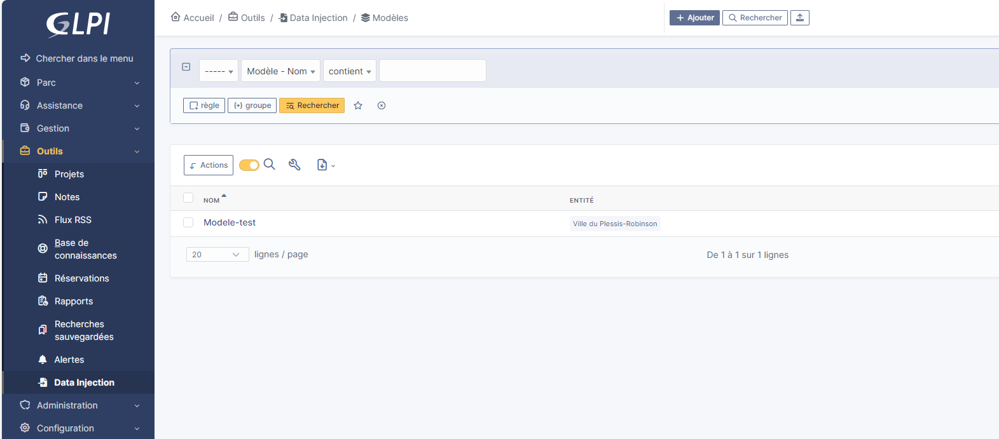 GLPI
Chercher dans le menu
Parc
Assistance
Gestion
Outils
Projets
Notes
Flux RSS
Base de
connaissances
Réservations
Rapports
Recherches
sauvegardées
Alertes
Data Injection
Administration
Configuration
Accueil / Outils / Data Injection / Modèles
+ Ajouter Rechercher
----- Modèle - Nom contient
règle (+) groupe Rechercher
Actions
NOM ENTITÉ
Modele-test Ville du Plessis-Robinson
20 lignes / page De 1 à 1 sur 1 lignes